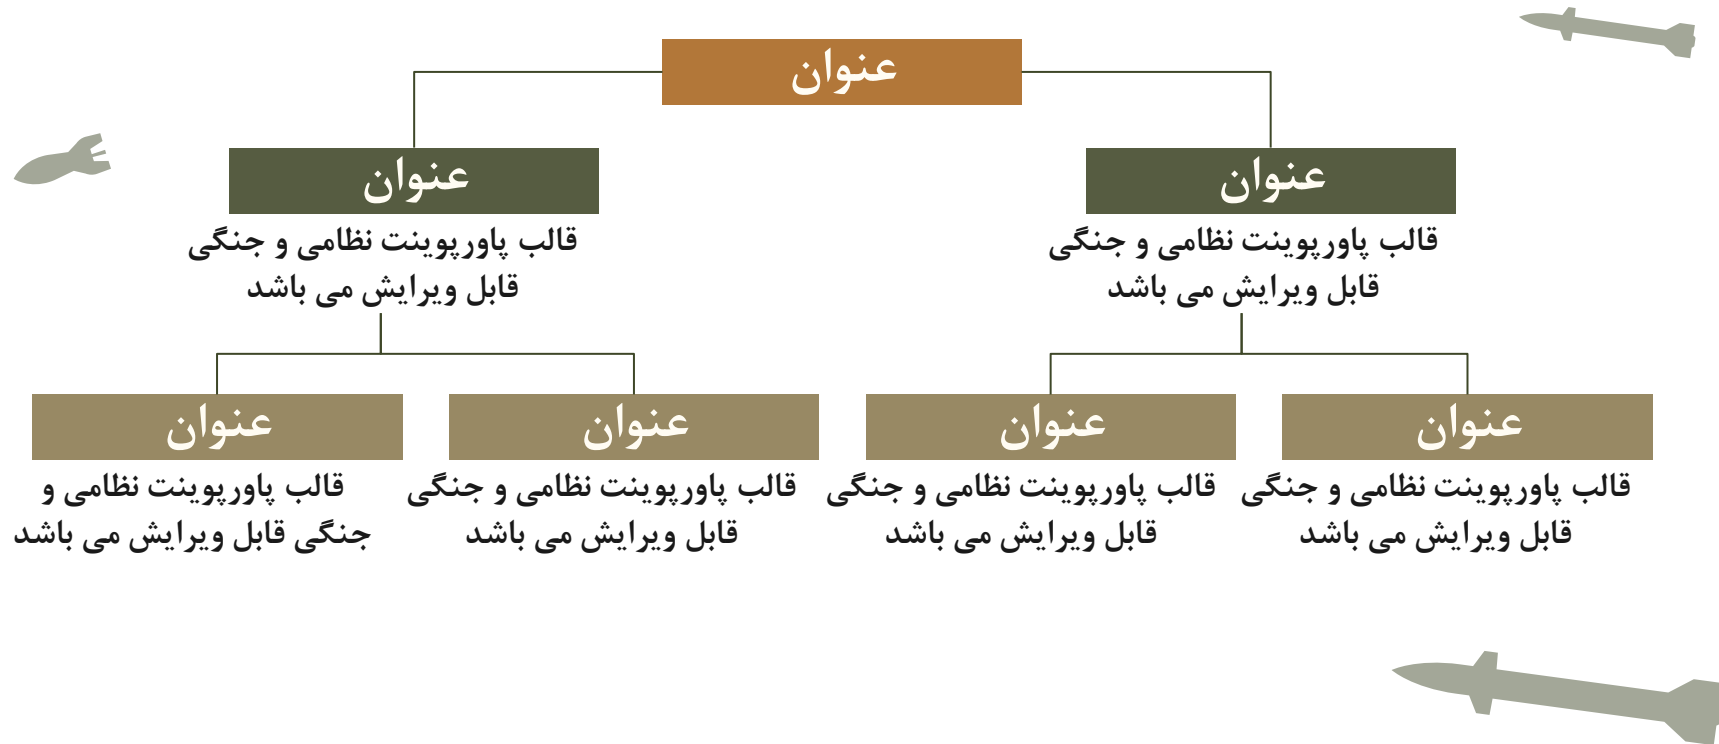 عنوان
عنوان
قالب پاورپوینت نظامی و جنگی
قابل ویرایش می باشد
عنوان
قالب پاورپوینت نظامی و جنگی
قابل ویرایش می باشد
عنوان
قالب پاورپوینت نظامی و جنگی
قابل ویرایش می باشد
عنوان
قالب پاورپوینت نظامی و جنگی
قابل ویرایش می باشد
عنوان
قالب پاورپوینت نظامی و جنگی
قابل ویرایش می باشد
عنوان
قالب پاورپوینت نظامی و
جنگی قابل ویرایش می باشد